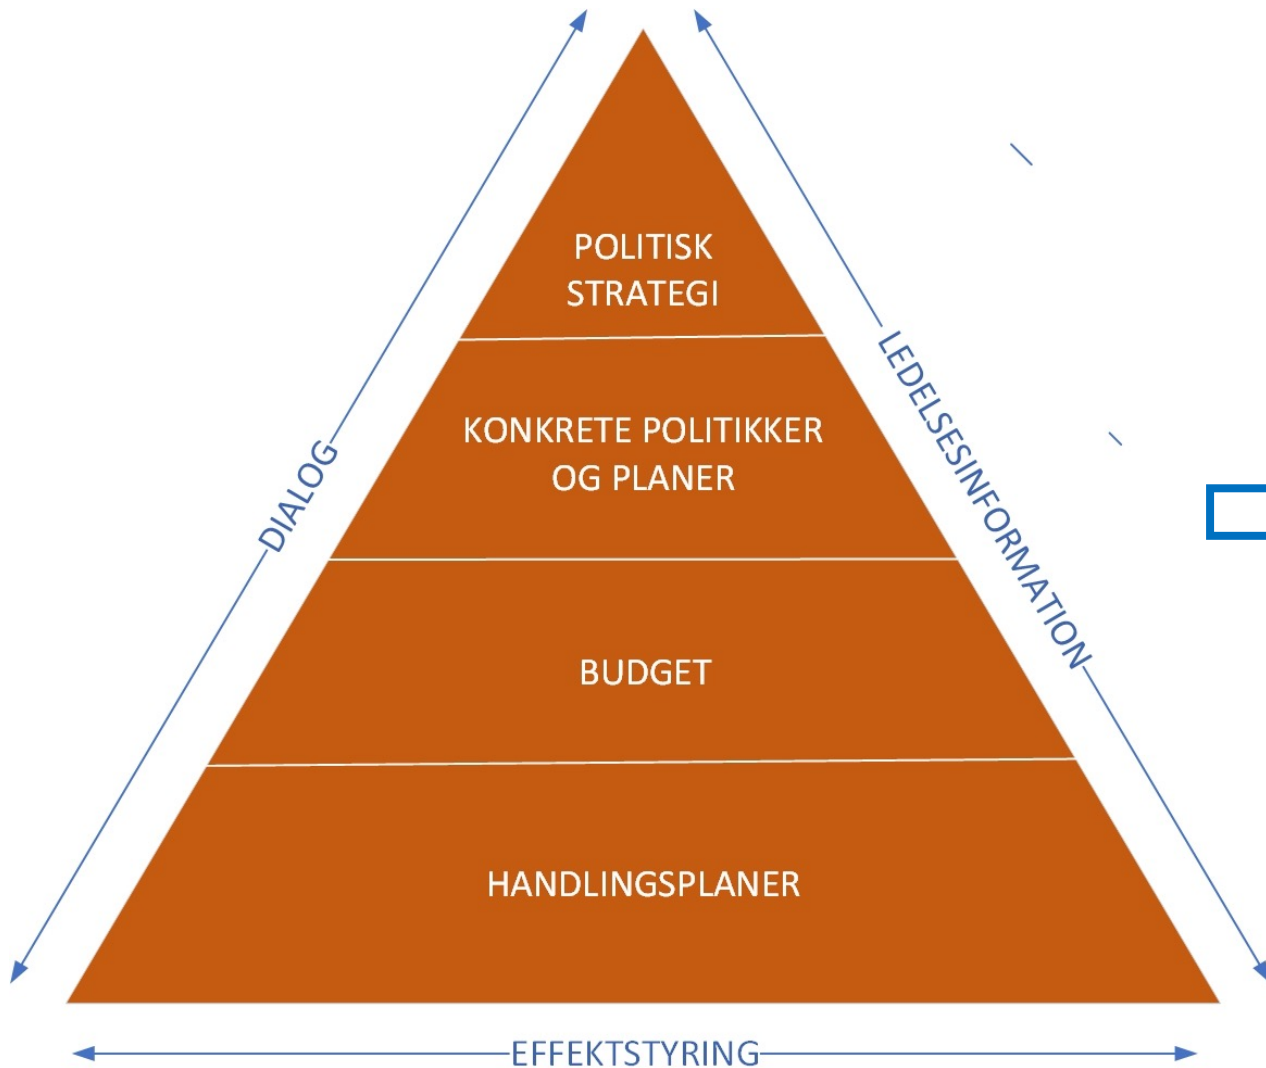 POLITISK
STRATEGI
KONKRETE POLITIKKER
OG PLANER
BUDGET
HANDLINGSPLANER
DIALOG
LEDELSESINFORMATION
EFFEKTSTYRING